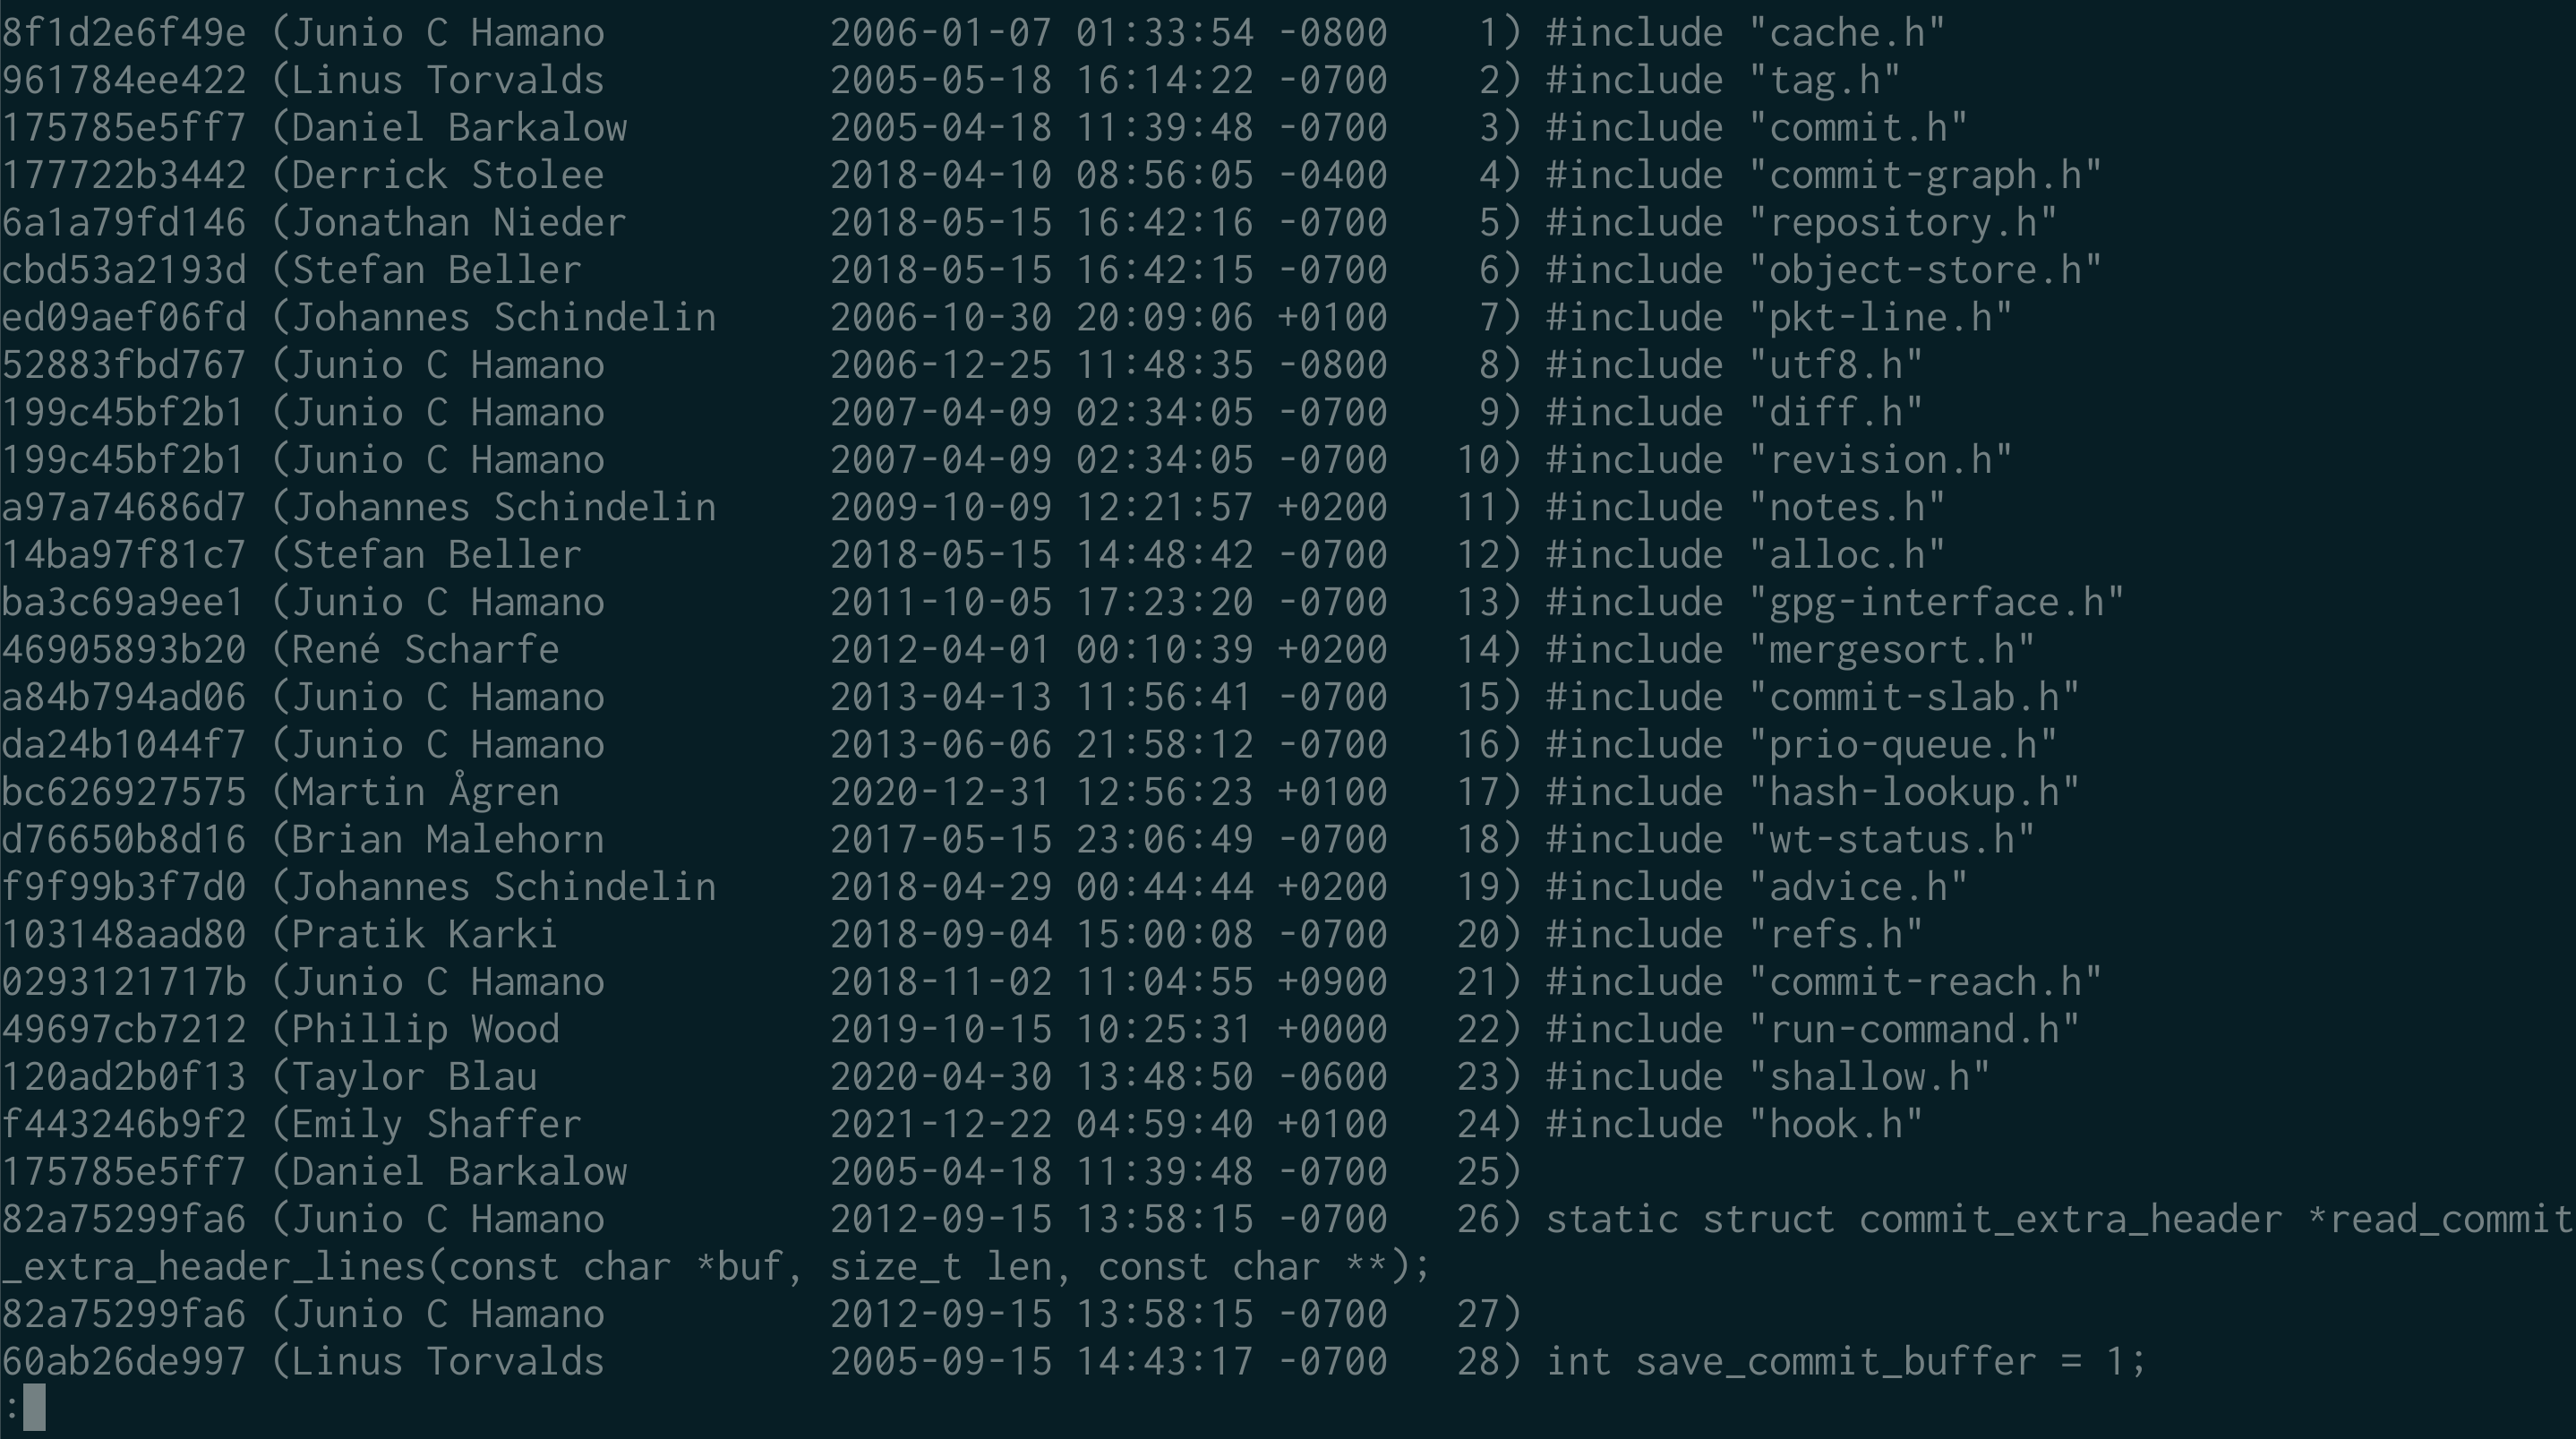 8f1d2e6f49e (Junio C Hamano          2006-01-07 01:33:54 -0800    1) #include "cache.h"
961784ee422 (Linus Torvalds          2005-05-18 16:14:22 -0700    2) #include "tag.h"
175785e5ff7 (Daniel Barkalow         2005-04-18 11:39:48 -0700    3) #include "commit.h"
177722b3442 (Derrick Stolee          2018-04-10 08:56:05 -0400    4) #include "commit-graph.h"
6a1a79fd146 (Jonathan Nieder         2018-05-15 16:42:16 -0700    5) #include "repository.h"
cbd53a2193d (Stefan Beller           2018-05-15 16:42:15 -0700    6) #include "object-store.h"
ed09aef06fd (Johannes Schindelin     2006-10-30 20:09:06 +0100    7) #include "pkt-line.h"
52883fbd767 (Junio C Hamano          2006-12-25 11:48:35 -0800    8) #include "utf8.h"
199c45bf2b1 (Junio C Hamano          2007-04-09 02:34:05 -0700    9) #include "diff.h"
199c45bf2b1 (Junio C Hamano          2007-04-09 02:34:05 -0700   10) #include "revision.h"
a97a74686d7 (Johannes Schindelin     2009-10-09 12:21:57 +0200   11) #include "notes.h"
14ba97f81c7 (Stefan Beller           2018-05-15 14:48:42 -0700   12) #include "alloc.h"
ba3c69a9ee1 (Junio C Hamano          2011-10-05 17:23:20 -0700   13) #include "gpg-interface.h"
46905893b20 (René Scharfe            2012-04-01 00:10:39 +0200   14) #include "mergesort.h"
a84b794ad06 (Junio C Hamano          2013-04-13 11:56:41 -0700   15) #include "commit-slab.h"
da24b1044f7 (Junio C Hamano          2013-06-06 21:58:12 -0700   16) #include "prio-queue.h"
bc626927575 (Martin Ågren            2020-12-31 12:56:23 +0100   17) #include "hash-lookup.h"
d76650b8d16 (Brian Malehorn          2017-05-15 23:06:49 -0700   18) #include "wt-status.h"
f9f99b3f7d0 (Johannes Schindelin     2018-04-29 00:44:44 +0200   19) #include "advice.h"
103148aad80 (Pratik Karki            2018-09-04 15:00:08 -0700   20) #include "refs.h"
0293121717b (Junio C Hamano          2018-11-02 11:04:55 +0900   21) #include "commit-reach.h"
49697cb7212 (Phillip Wood            2019-10-15 10:25:31 +0000   22) #include "run-command.h"
120ad2b0f13 (Taylor Blau             2020-04-30 13:48:50 -0600   23) #include "shallow.h"
f443246b9f2 (Emily Shaffer           2021-12-22 04:59:40 +0100   24) #include "hook.h"
175785e5ff7 (Daniel Barkalow         2005-04-18 11:39:48 -0700   25)
82a75299fa6 (Junio C Hamano          2012-09-15 13:58:15 -0700   26) static struct commit_extra_header *read_commit
_extra_header_lines(const char *buf, size_t len, const char **);
82a75299fa6 (Junio C Hamano          2012-09-15 13:58:15 -0700   27)
60ab26de997 (Linus Torvalds          2005-09-15 14:43:17 -0700   28) int save_commit_buffer = 1;
: